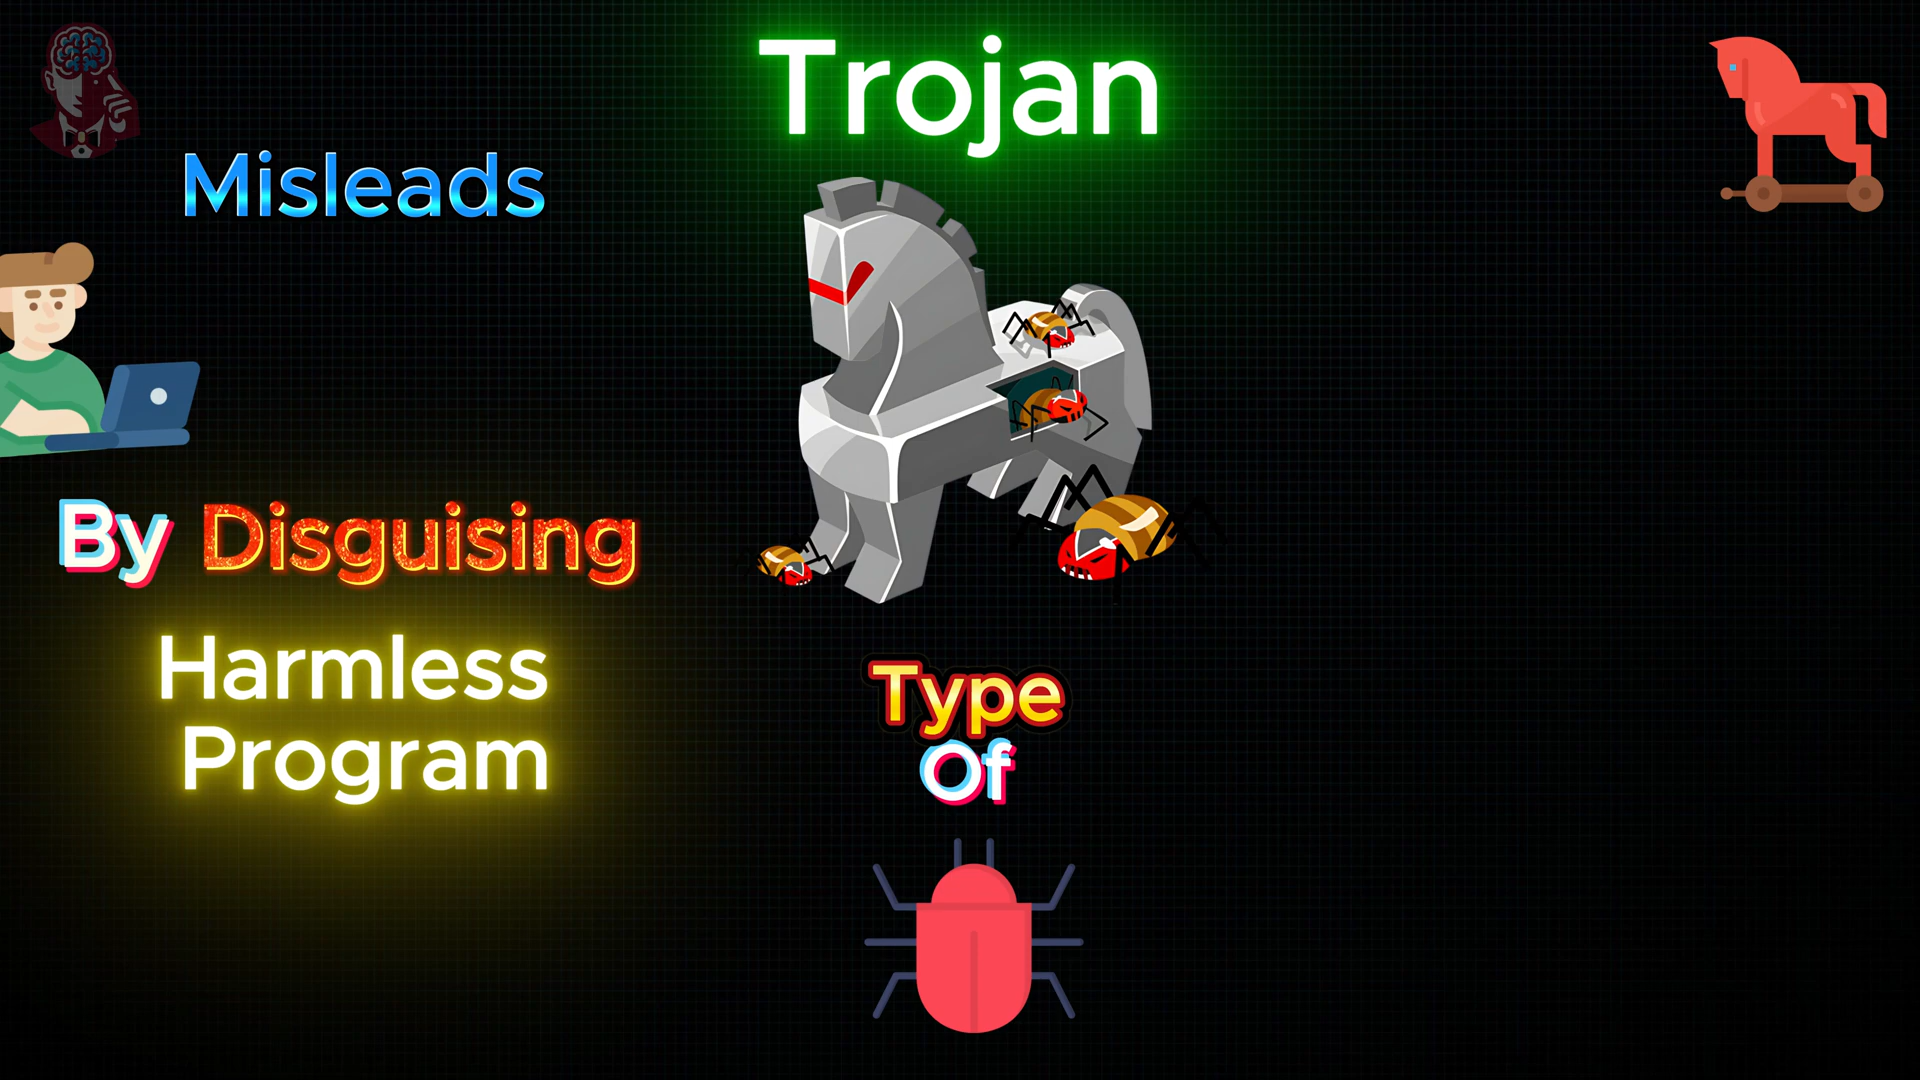 Trojan
Misleads
By Disguising
Harmless
Program
Type
Of